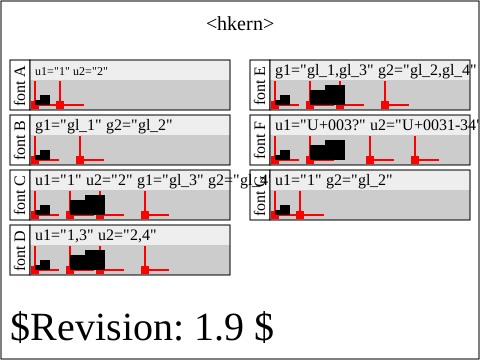 <hkern>
font A
u1="1" u2="2"
font B
g1="gl_1" g2="gl_2"
font C
u1="1" u2="2" g1="gl_3" g2="gl_4"
font D
u1="1,3" u2="2,4"
font E
g1="gl_1,gl_3" g2="gl_2,gl_4"
font F
u1="U+003?" u2="U+0031-34"
u1="1" g2="gl_2"
$Revision: 1.9 $